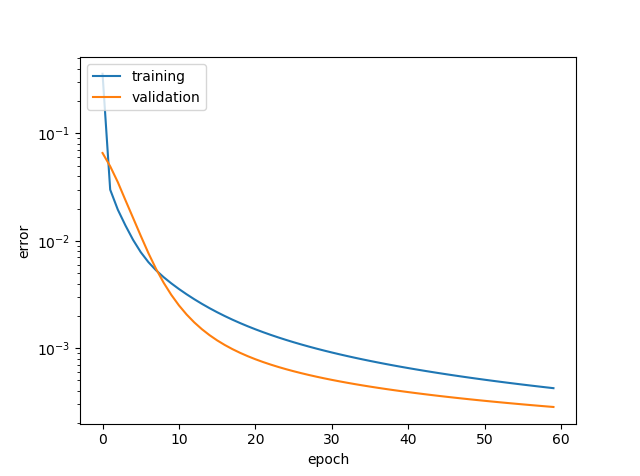 training
validation
10⁻¹
10⁻²
10⁻³
error
0 10 20 30 40 50 60
epoch